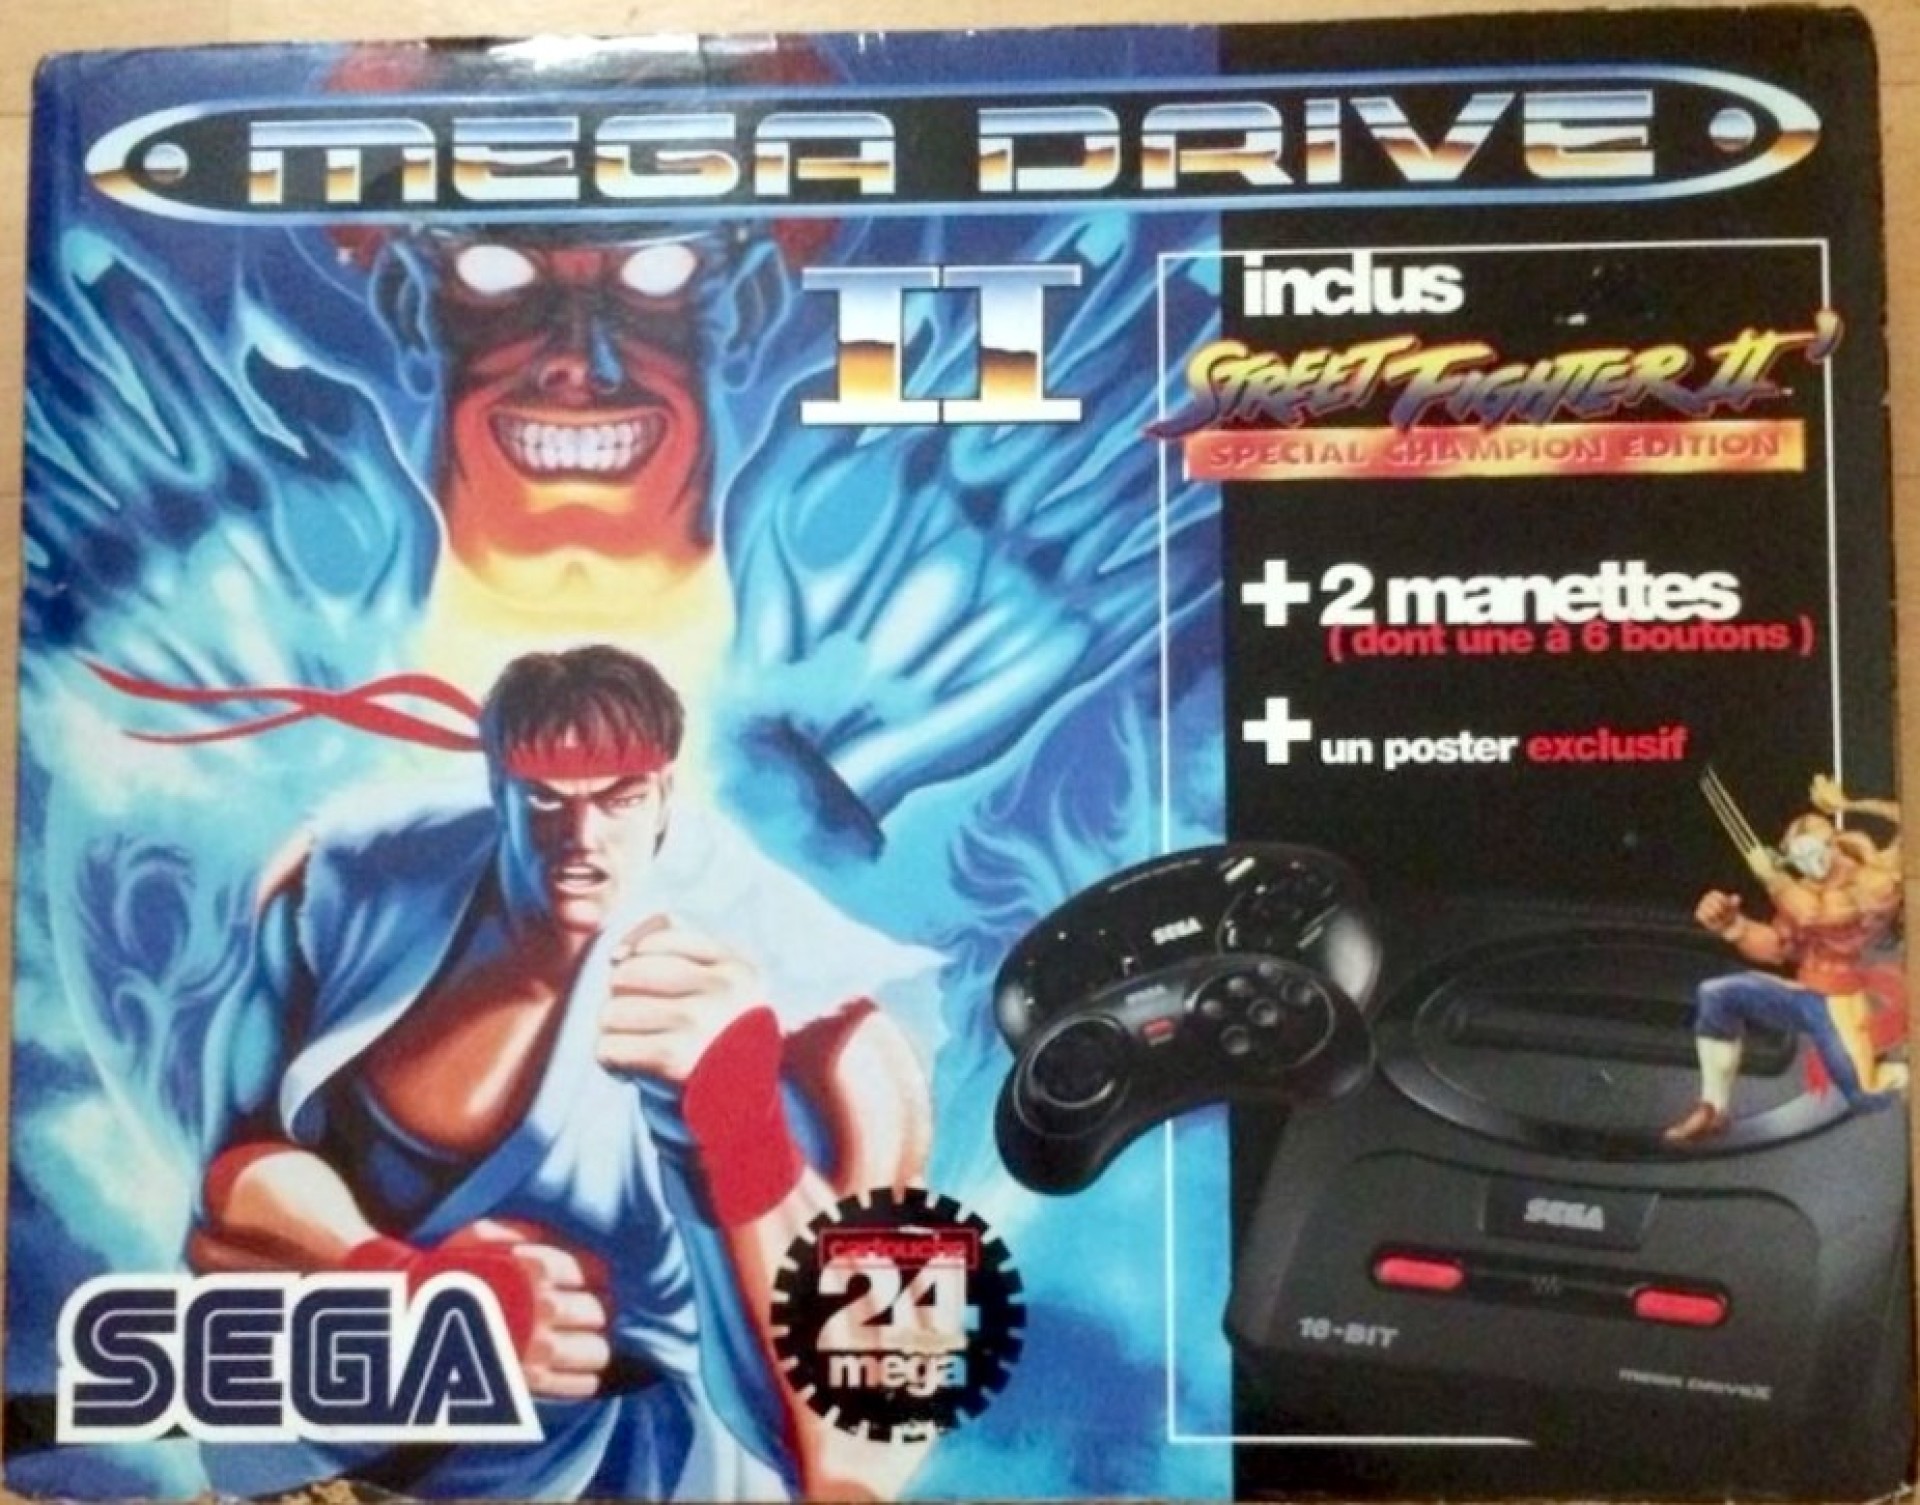 MEGA DRIVE
II
inclus
STREET FIGHTER II'
SPECIAL CHAMPION EDITION
+ 2 manettes
( dont une à 6 boutons )
+ un poster exclusif
SEGA
SEGA
SEGA
16-BIT
MEGA DRIVE II
cartouche
24
mega
SEGA